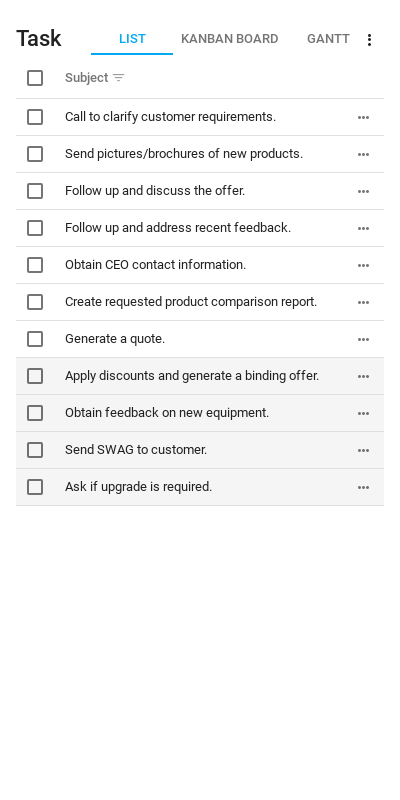 Task LIST KANBAN BOARD GANTT
Subject
Call to clarify customer requirements.
Send pictures/brochures of new products.
Follow up and discuss the offer.
Follow up and address recent feedback.
Obtain CEO contact information.
Create requested product comparison report.
Generate a quote.
Apply discounts and generate a binding offer.
Obtain feedback on new equipment.
Send SWAG to customer.
Ask if upgrade is required.